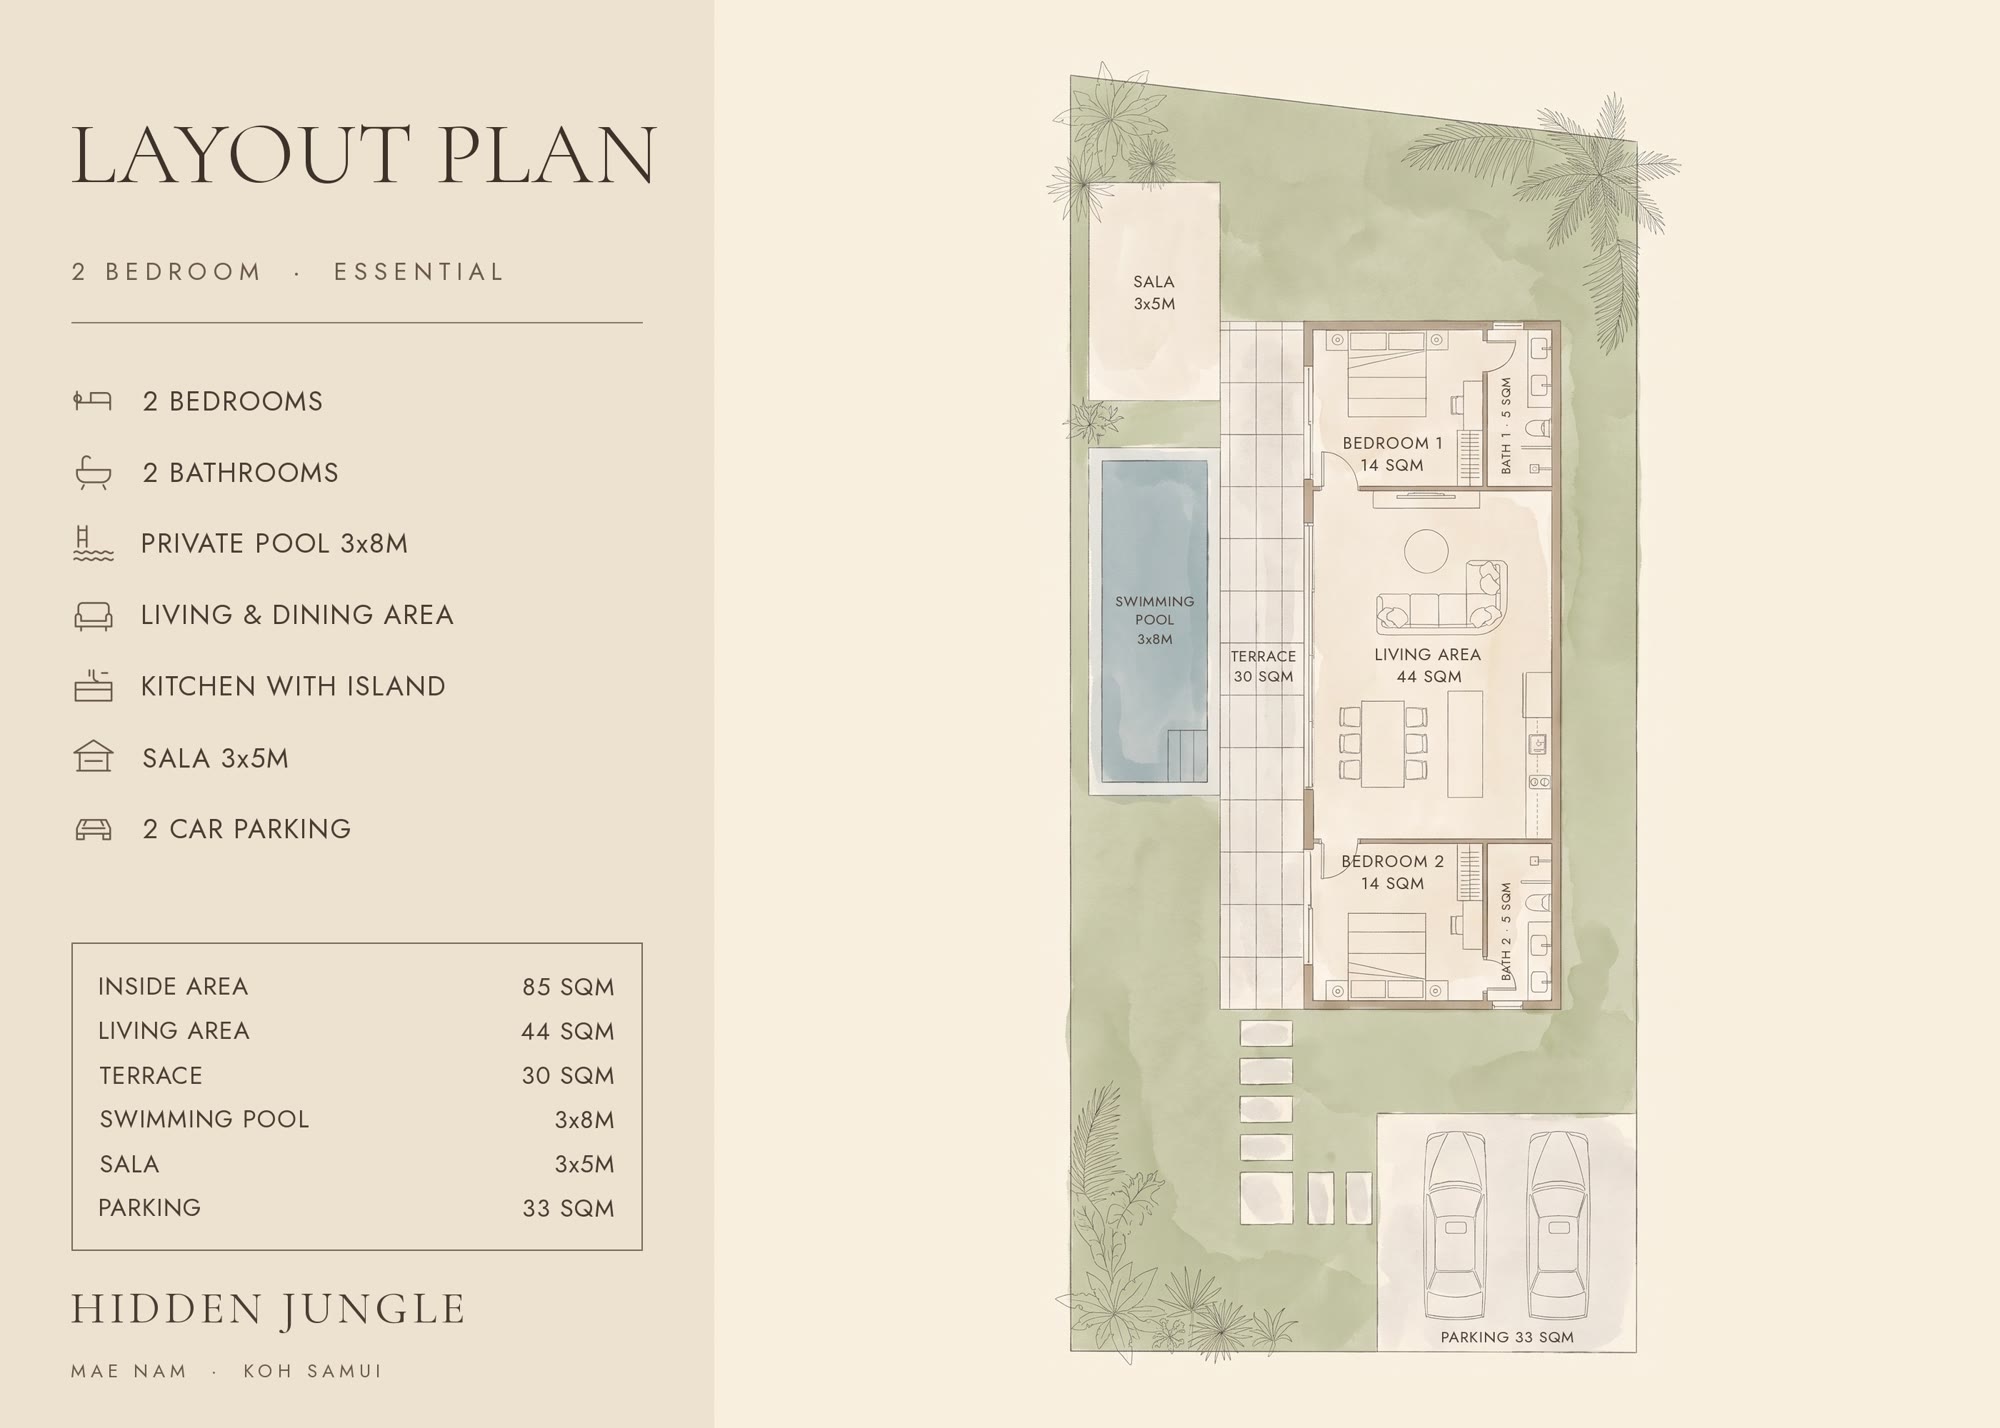 LAYOUT PLAN
2 BEDROOM · ESSENTIAL
2 BEDROOMS
2 BATHROOMS
PRIVATE POOL 3x8M
LIVING & DINING AREA
KITCHEN WITH ISLAND
SALA 3x5M
2 CAR PARKING
INSIDE AREA 85 SQM
LIVING AREA 44 SQM
TERRACE 30 SQM
SWIMMING POOL 3x8M
SALA 3x5M
PARKING 33 SQM
HIDDEN JUNGLE
MAE NAM · KOH SAMUI
SALA
3x5M
BEDROOM 1
14 SQM
BATH 1 · 5 SQM
SWIMMING
POOL
3x8M
TERRACE
30 SQM
LIVING AREA
44 SQM
BEDROOM 2
14 SQM
BATH 2 · 5 SQM
PARKING 33 SQM